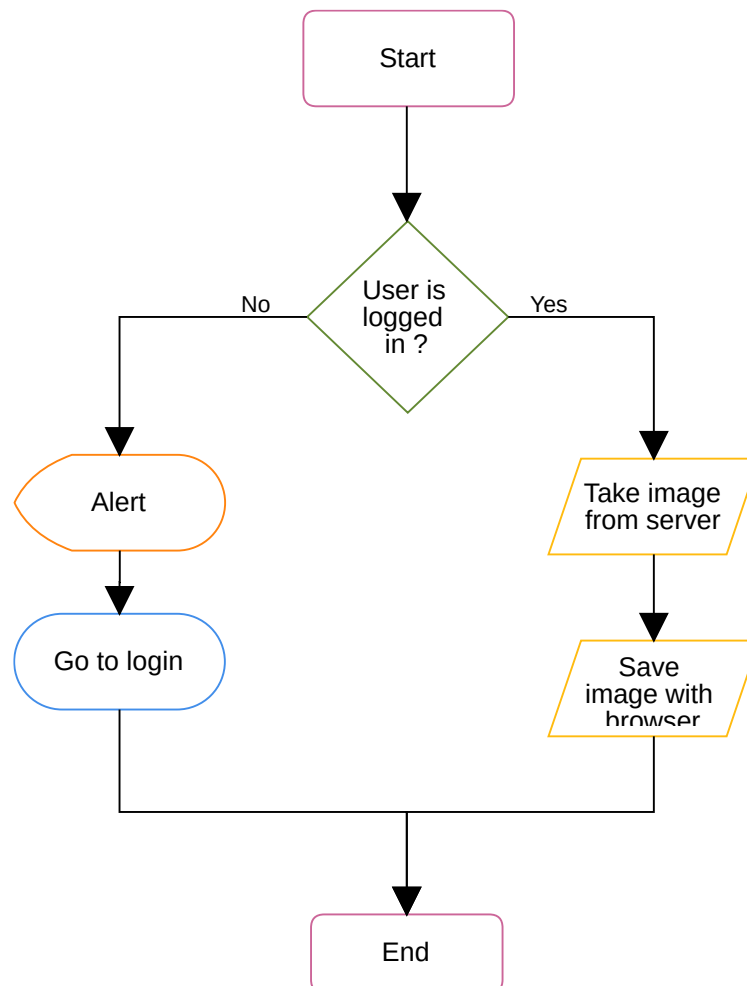 Start
User is
logged
in ?
No
Yes
Alert
Take image
from server
Go to login
Save
image with
browser
End